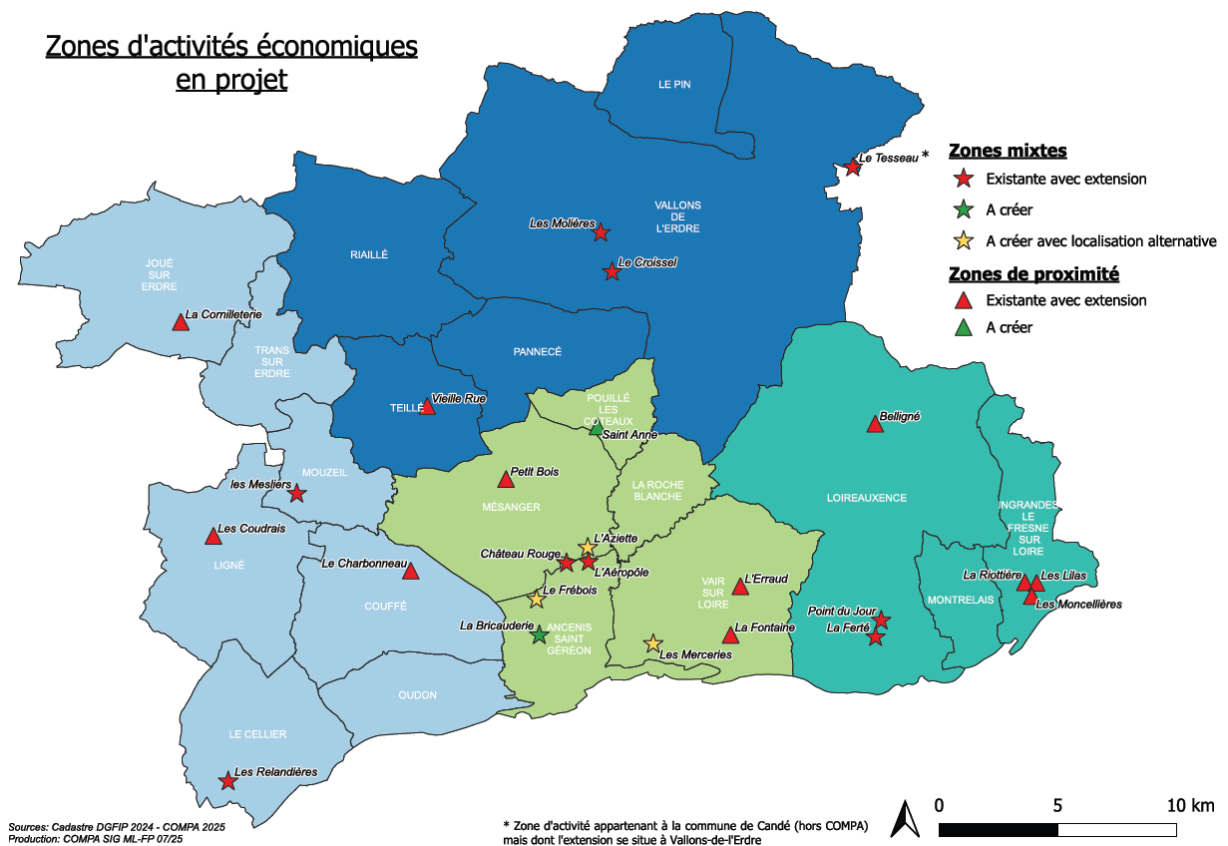 Zones d'activités économiques
en projet
LE PIN
Le Tesseau *
Zones mixtes
Existante avec extension
A créer
A créer avec localisation alternative
Zones de proximité
Existante avec extension
A créer
VALLONS
DE
L'ERDRE
Les Molières
Le Croissel
RIAILLÉ
JOUÉ
SUR
ERDRE
La Cornilleterie
TRANS
SUR
ERDRE
PANNECÉ
TEILLÉ
Vieille Rue
POUILLÉ
LES
COTEAUX
Saint Anne
Belligné
Petit Bois
MÉSANGER
LA ROCHE
BLANCHE
LOIREAUXENCE
INGRANDES
LE
FRESNE
SUR
LOIRE
MOUZEIL
les Mesliers
Les Coudrais
LIGNÉ
Le Charbonneau
COUFFÉ
L'Aziette
Château Rouge
L'Aéropôle
Le Frébois
La Bricauderie
ANCENIS
SAINT
GÉRÉON
VAIR
SUR
LOIRE
L'Erraud
La Fontaine
Les Merceries
Point du Jour
La Ferté
MONTRELAIS
La Riottière
Les Lilas
Les Moncellières
OUDON
LE CELLIER
Les Relandières
0 5 10 km
Sources: Cadastre DGFIP 2024 - COMPA 2025
Production: COMPA SIG ML-FP 07/25
* Zone d'activité appartenant à la commune de Candé (hors COMPA)
mais dont l'extension se situe à Vallons-de-l'Erdre